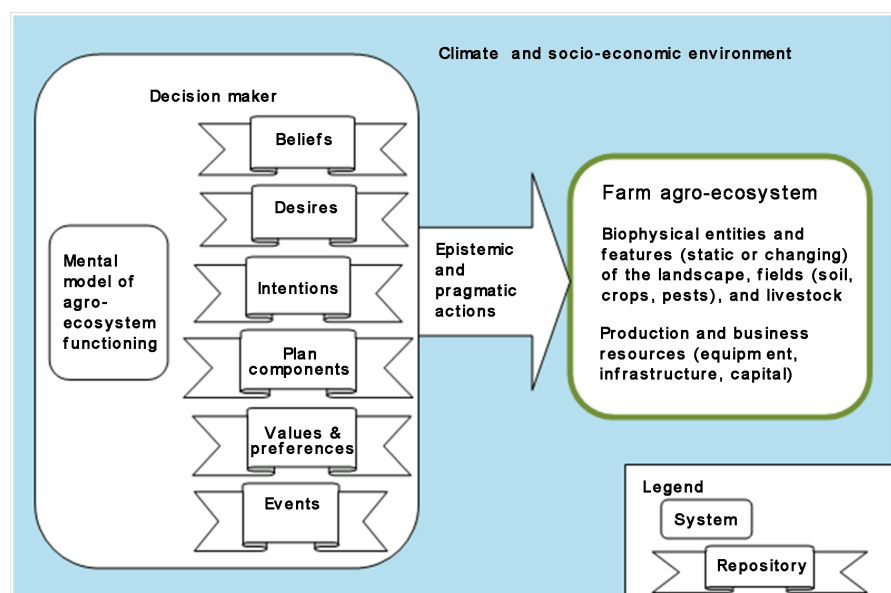 Climate and socio-economic environment
Decision maker
Beliefs
Desires
Intentions
Plan
components
Values &
preferences
Events
Mental
model of
agro-
ecosystem
functioning
Epistemic
and
pragmatic
actions
Farm agro-ecosystem
Biophysical entities and
features (static or changing)
of the landscape, fields (soil,
crops, pests), and livestock
Production and business
resources (equipment,
infrastructure, capital)
Legend
System
Repository